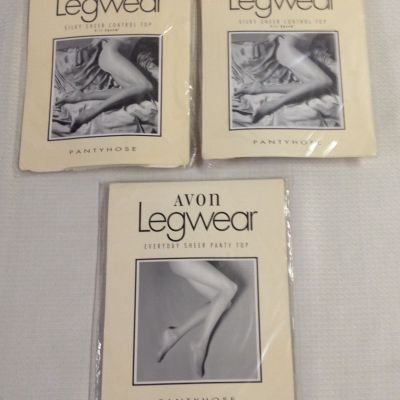 Legwear
SILKY SHEER CONTROL TOP
PANTYHOSE
Legwear
SILKY SHEER CONTROL TOP
PANTYHOSE
AVON
Legwear
EVERYDAY SHEER PANTY TOP
PANTYHOSE